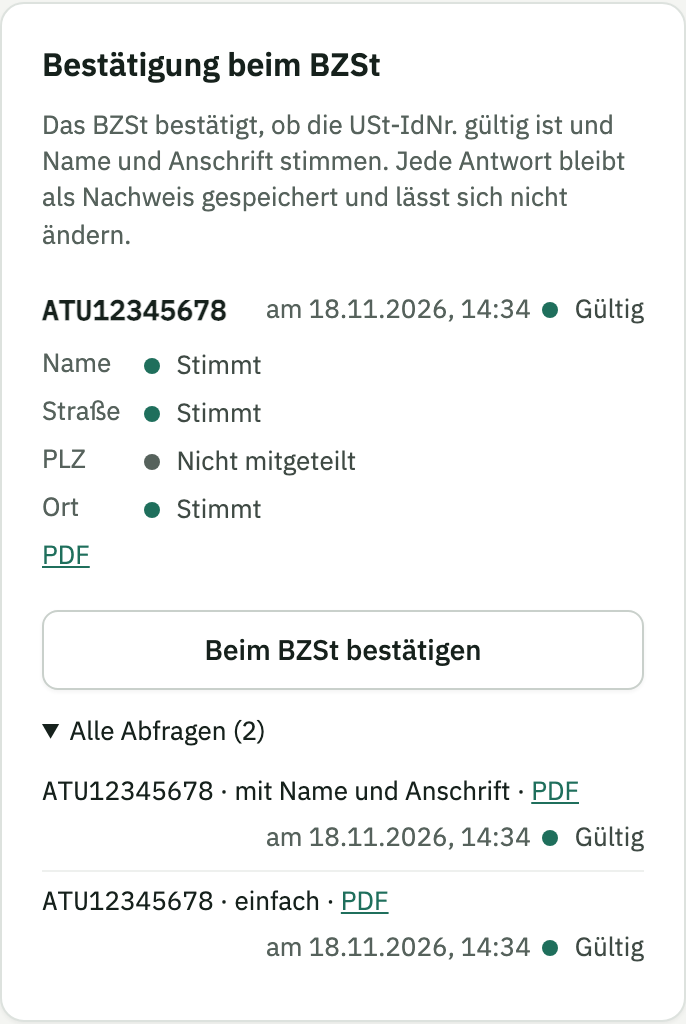 Bestätigung beim BZSt
Das BZSt bestätigt, ob die USt-IdNr. gültig ist und
Name und Anschrift stimmen. Jede Antwort bleibt
als Nachweis gespeichert und lässt sich nicht
ändern.
ATU12345678 am 18.11.2026, 14:34 Gültig
Name Stimmt
Straße Stimmt
PLZ Nicht mitgeteilt
Ort Stimmt
PDF
Beim BZSt bestätigen
▼ Alle Abfragen (2)
ATU12345678 · mit Name und Anschrift · PDF
am 18.11.2026, 14:34 Gültig
ATU12345678 · einfach · PDF
am 18.11.2026, 14:34 Gültig